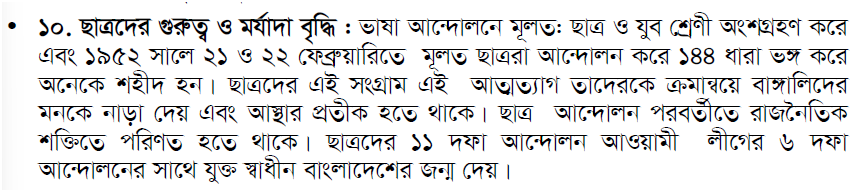 • ১০. ছাত্রদের গুরুত্ব ও মর্যাদা বৃদ্ধি : ভাষা আন্দোলনে মূলত: ছাত্র ও যুব শ্রেণী অংশগ্রহণ করে
এবং ১৯৫২ সালে ২১ ও ২২ ফেব্রুয়ারিতে মূলত ছাত্ররা আন্দোলন করে ১৪৪ ধারা ভঙ্গ করে
অনেকে শহীদ হন। ছাত্রদের এই সংগ্রাম এই আত্মত্যাগ তাদেরকে ক্রমান্বয়ে বাঙ্গালিদের
মনকে নাড়া দেয় এবং আস্থার প্রতীক হতে থাকে। ছাত্র আন্দোলন পরবর্তীতে রাজনৈতিক
শক্তিতে পরিণত হতে থাকে। ছাত্রদের ১১ দফা আন্দোলন আওয়ামী লীগের ৬ দফা
আন্দোলনের সাথে যুক্ত স্বাধীন বাংলাদেশের জন্ম দেয়।